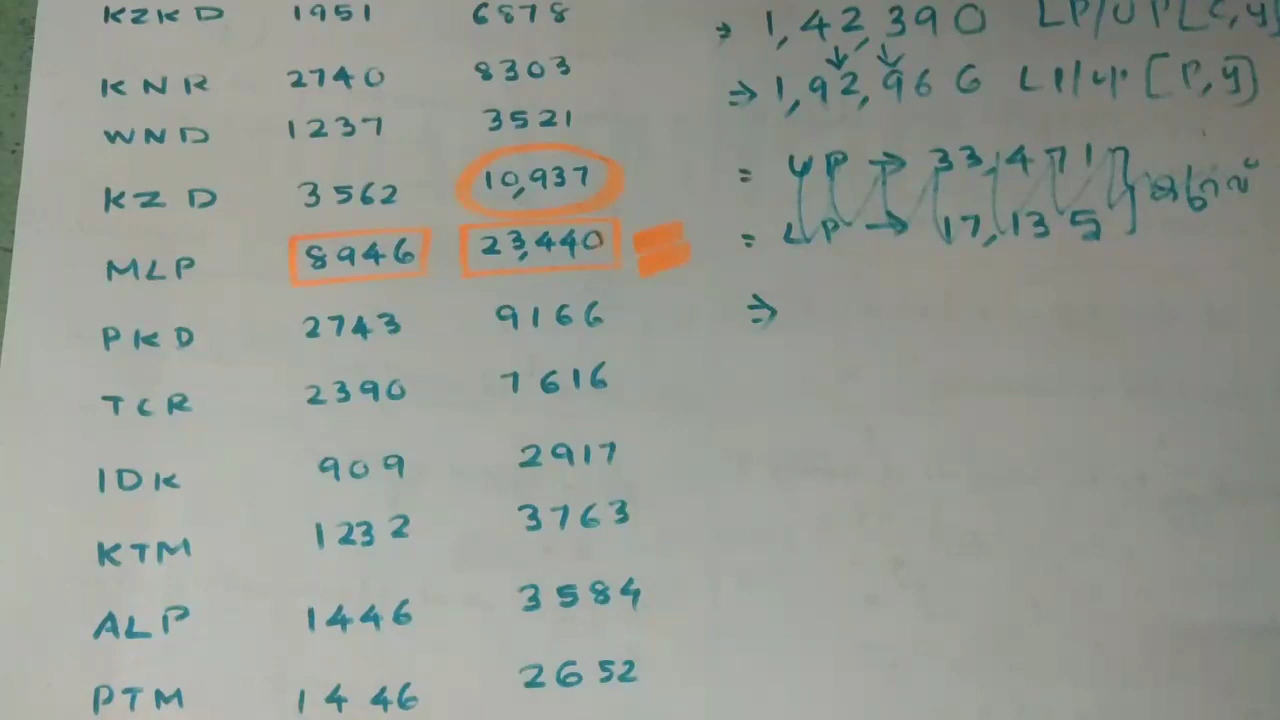 KZKD 1951 6878
KNR 2740 8303
WND 1237 3521
KZD 3562 10,937
MLP 8946 23,440
PKD 2743 9166
TCR 2390 7616
IDK 909 2917
KTM 1232 3763
ALP 1446 3584
PTM 1446 2652
⇒ 1,42,390 LP/UP
⇒ 1,92,966 LP/UP
= UP → 33,471
= LP → 17,135
⇒